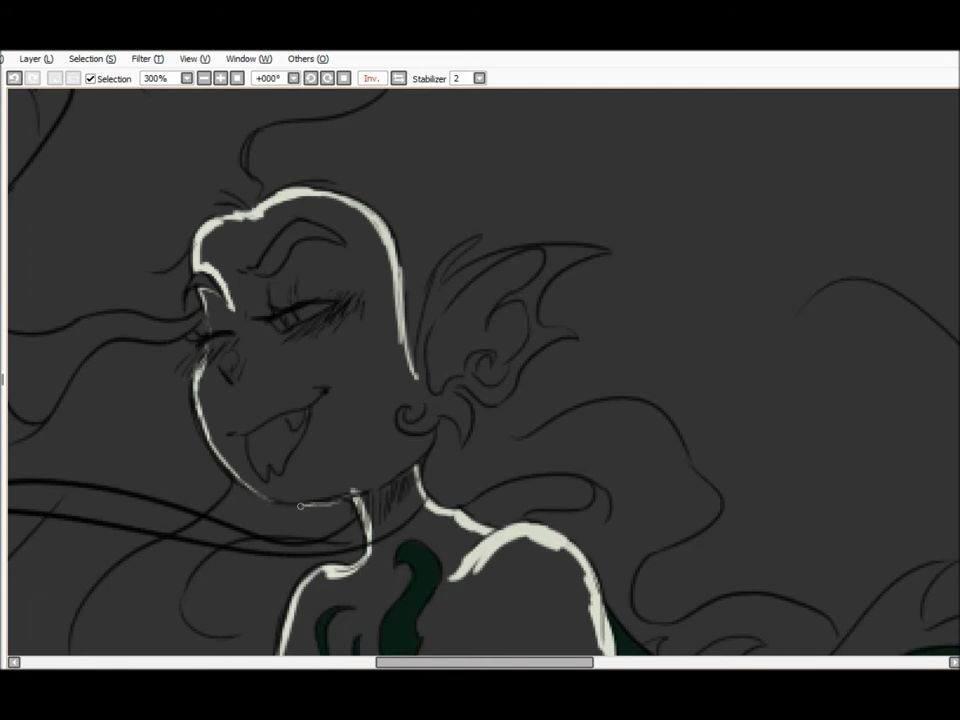 ) Layer (L) Selection (S) Filter (T) View (V) Window (W) Others (O)
Selection 300% +000° Inv. Stabilizer 2